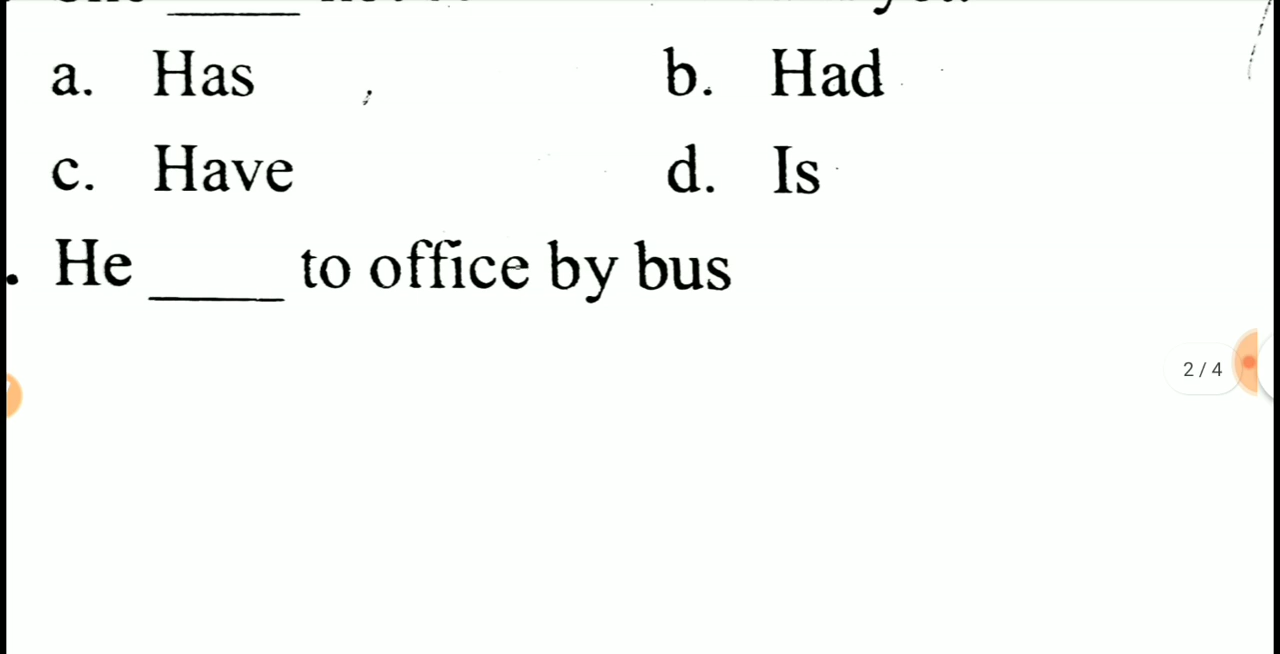 a. Has b. Had
c. Have d. Is
. He ____ to office by bus
2 / 4